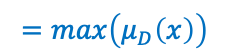 = max(μ_D(x))